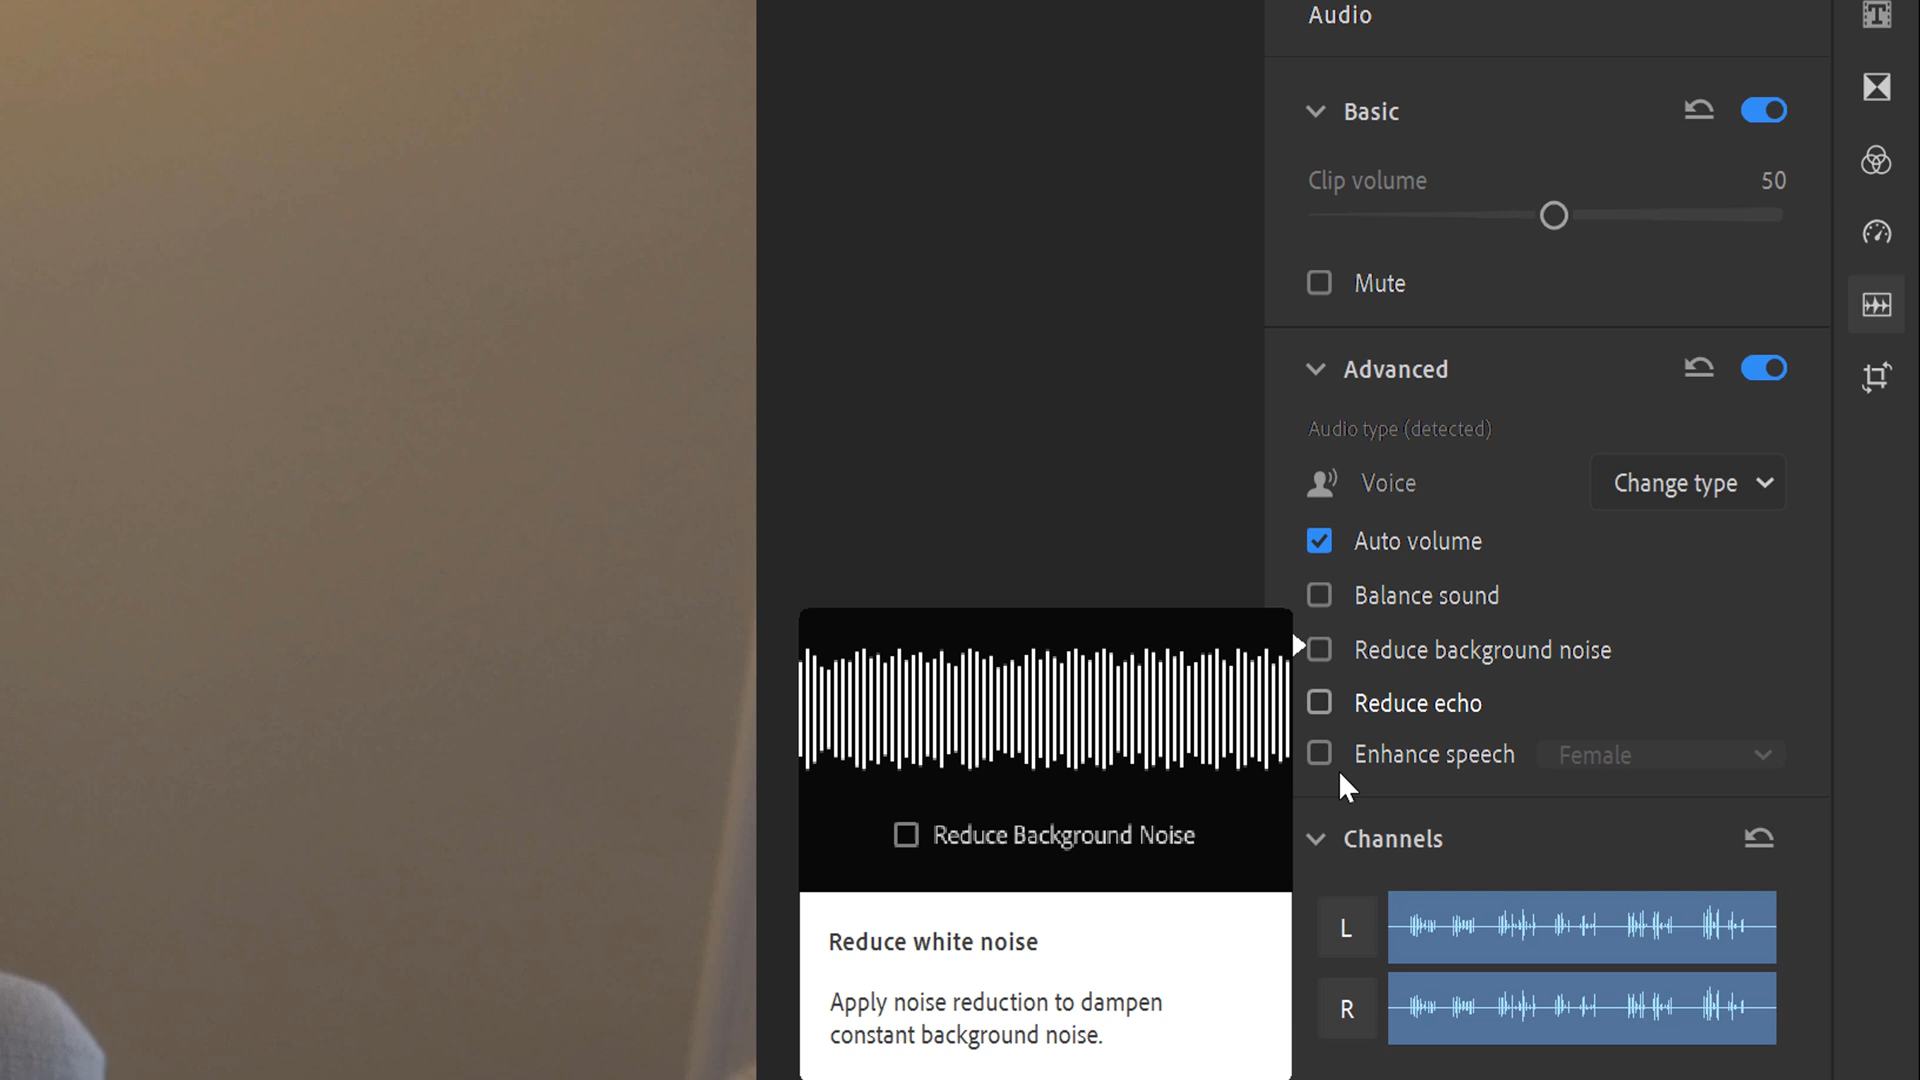 Audio
Basic
Clip volume 50
Mute
Advanced
Audio type (detected)
Voice Change type
Auto volume
Balance sound
Reduce background noise
Reduce echo
Enhance speech Female
Channels
L
R
Reduce Background Noise
Reduce white noise
Apply noise reduction to dampen
constant background noise.